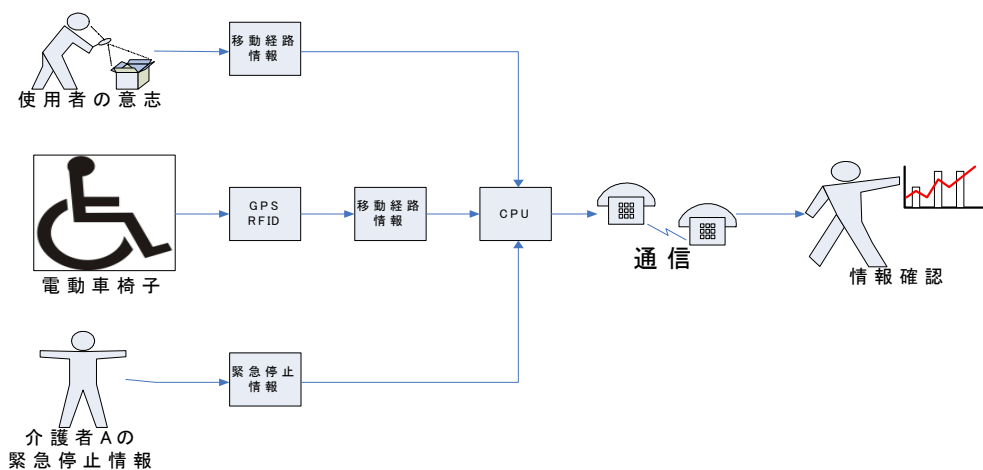 移動経路
情報
使用者の意志
GPS
RFID
移動経路
情報
CPU
電動車椅子
通信
情報確認
緊急停止
情報
介護者Aの
緊急停止情報